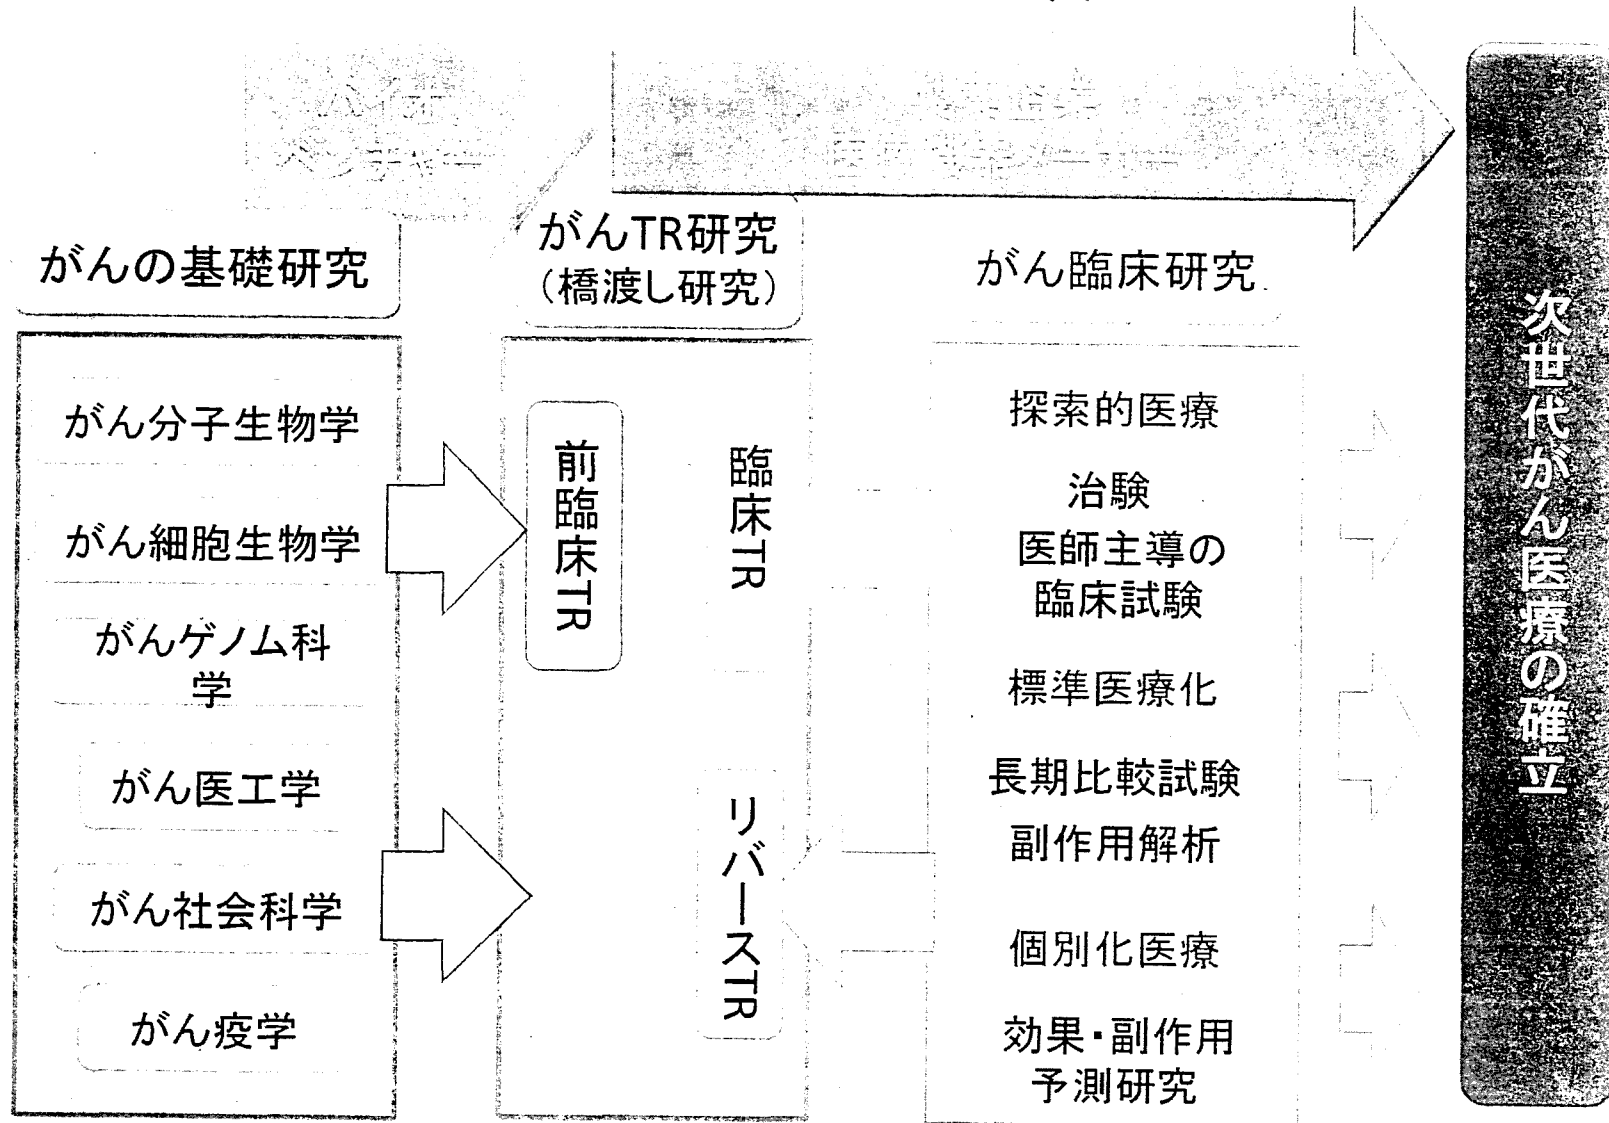 がんの基礎研究
がん分子生物学
がん細胞生物学
がんゲノム科
学
がん医工学
がん社会科学
がん疫学
がんTR研究
(橋渡し研究)
前臨床TR
臨床TR
リバースTR
がん臨床研究
探索的医療
治験
医師主導の
臨床試験
標準医療化
長期比較試験
副作用解析
個別化医療
効果・副作用
予測研究
次世代がん医療の確立